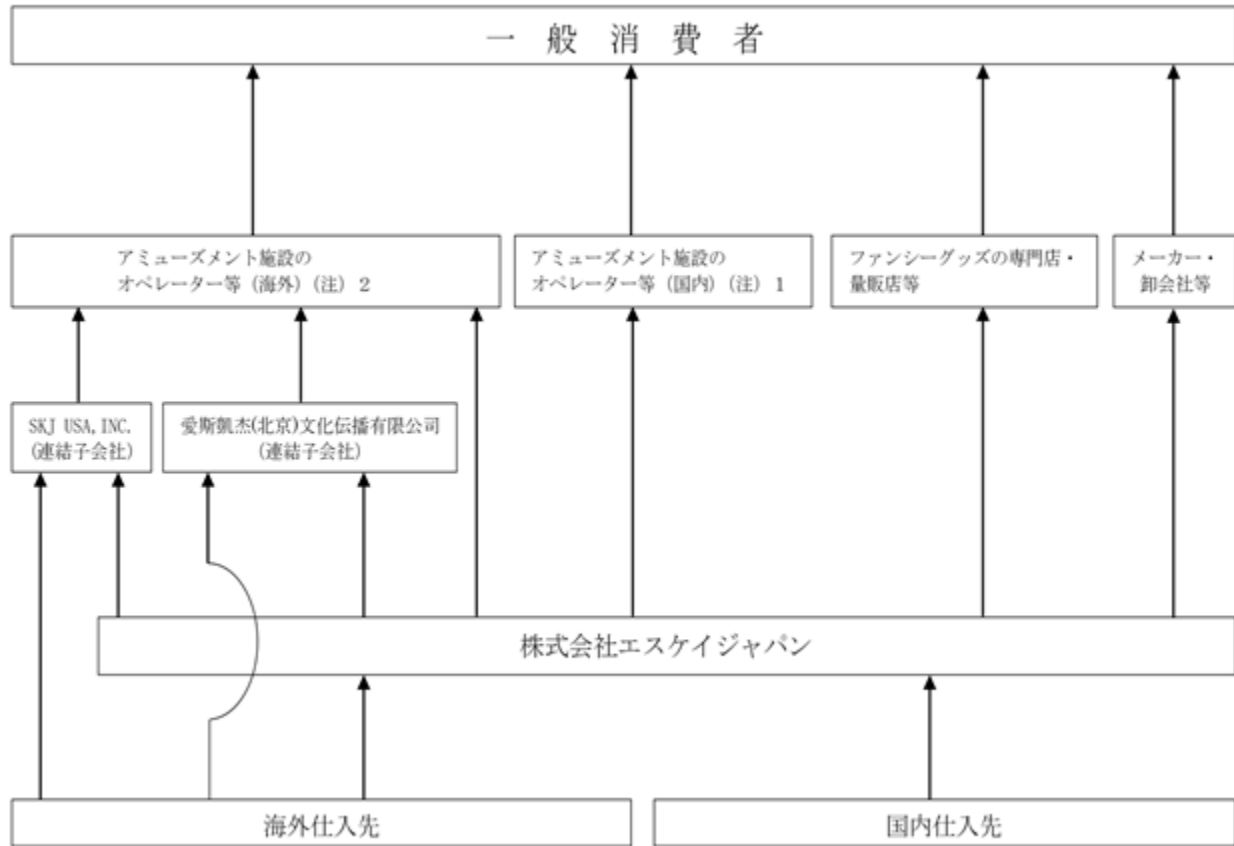 一般消費者
アミューズメント施設の
オペレーター等(海外)(注)2
アミューズメント施設の
オペレーター等(国内)(注)1
ファンシーグッズの専門店・
量販店等
メーカー・
卸会社等
SKJ USA,INC.
(連結子会社)
愛斯凱杰(北京)文化伝播有限公司
(連結子会社)
株式会社エスケイジャパン
海外仕入先
国内仕入先